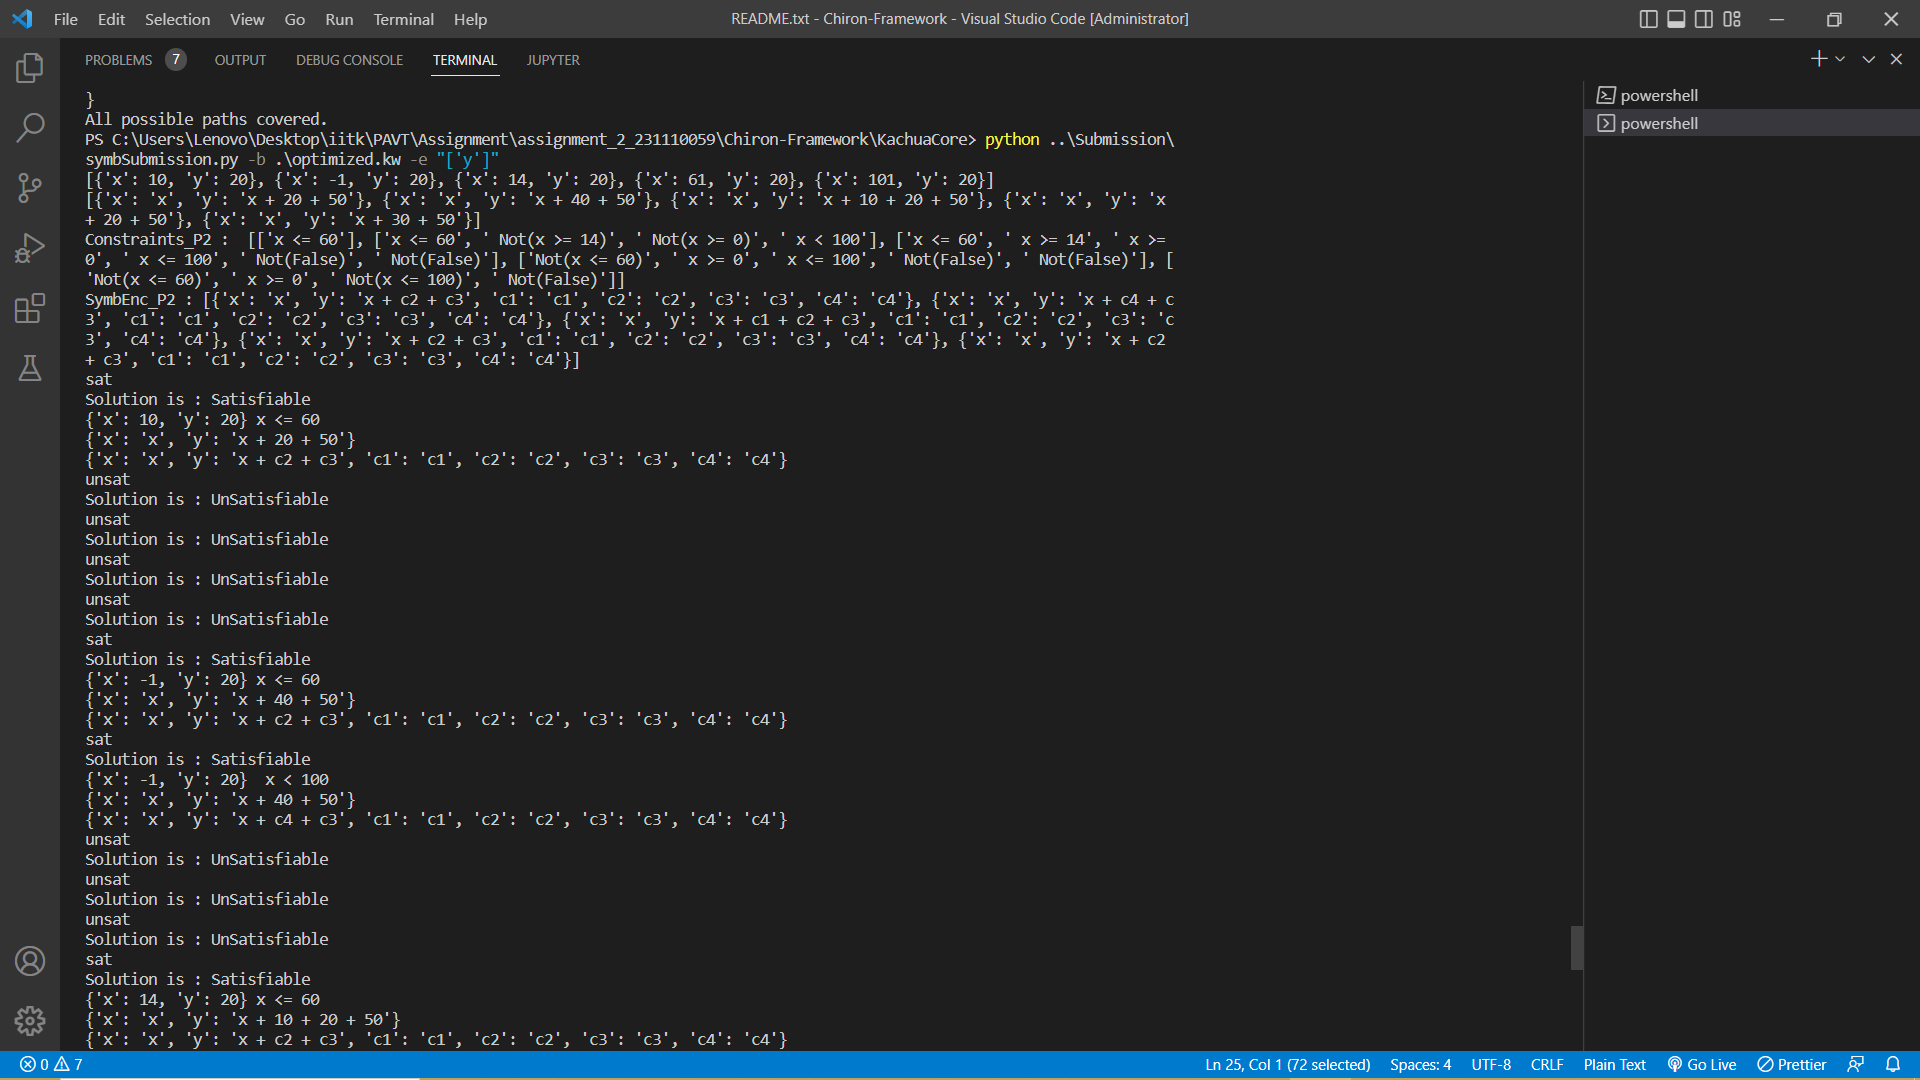 File Edit Selection View Go Run Terminal Help
README.txt - Chiron-Framework - Visual Studio Code [Administrator]
PROBLEMS 7 OUTPUT DEBUG CONSOLE TERMINAL JUPYTER
powershell
powershell
}
All possible paths covered.
PS C:\Users\Lenovo\Desktop\iitk\PAVT\Assignment\assignment_2_231110059\Chiron-Framework\KachuaCore> python ..\Submission\
symbSubmission.py -b .\optimized.kw -e "['y']"
[{'x': 10, 'y': 20}, {'x': -1, 'y': 20}, {'x': 14, 'y': 20}, {'x': 61, 'y': 20}, {'x': 101, 'y': 20}]
[{'x': 'x', 'y': 'x + 20 + 50'}, {'x': 'x', 'y': 'x + 40 + 50'}, {'x': 'x', 'y': 'x + 10 + 20 + 50'}, {'x': 'x', 'y': 'x
+ 20 + 50'}, {'x': 'x', 'y': 'x + 30 + 50'}]
Constraints_P2 :  [['x <= 60'], ['x <= 60', ' Not(x >= 14)', ' Not(x >= 0)', ' x < 100'], ['x <= 60', ' x >= 14', ' x >=
0', ' x <= 100', ' Not(False)', ' Not(False)'], ['Not(x <= 60)', ' x >= 0', ' x <= 100', ' Not(False)', ' Not(False)'], [
'Not(x <= 60)', ' x >= 0', ' Not(x <= 100)', ' Not(False)']]
SymbEnc_P2 : [{'x': 'x', 'y': 'x + c2 + c3', 'c1': 'c1', 'c2': 'c2', 'c3': 'c3', 'c4': 'c4'}, {'x': 'x', 'y': 'x + c4 + c
3', 'c1': 'c1', 'c2': 'c2', 'c3': 'c3', 'c4': 'c4'}, {'x': 'x', 'y': 'x + c1 + c2 + c3', 'c1': 'c1', 'c2': 'c2', 'c3': 'c
3', 'c4': 'c4'}, {'x': 'x', 'y': 'x + c2 + c3', 'c1': 'c1', 'c2': 'c2', 'c3': 'c3', 'c4': 'c4'}, {'x': 'x', 'y': 'x + c2
+ c3', 'c1': 'c1', 'c2': 'c2', 'c3': 'c3', 'c4': 'c4'}]
sat
Solution is : Satisfiable
{'x': 10, 'y': 20} x <= 60
{'x': 'x', 'y': 'x + 20 + 50'}
{'x': 'x', 'y': 'x + c2 + c3', 'c1': 'c1', 'c2': 'c2', 'c3': 'c3', 'c4': 'c4'}
unsat
Solution is : UnSatisfiable
unsat
Solution is : UnSatisfiable
unsat
Solution is : UnSatisfiable
unsat
Solution is : UnSatisfiable
sat
Solution is : Satisfiable
{'x': -1, 'y': 20} x <= 60
{'x': 'x', 'y': 'x + 40 + 50'}
{'x': 'x', 'y': 'x + c2 + c3', 'c1': 'c1', 'c2': 'c2', 'c3': 'c3', 'c4': 'c4'}
sat
Solution is : Satisfiable
{'x': -1, 'y': 20}  x < 100
{'x': 'x', 'y': 'x + 40 + 50'}
{'x': 'x', 'y': 'x + c4 + c3', 'c1': 'c1', 'c2': 'c2', 'c3': 'c3', 'c4': 'c4'}
unsat
Solution is : UnSatisfiable
unsat
Solution is : UnSatisfiable
unsat
Solution is : UnSatisfiable
sat
Solution is : Satisfiable
{'x': 14, 'y': 20} x <= 60
{'x': 'x', 'y': 'x + 10 + 20 + 50'}
{'x': 'x', 'y': 'x + c2 + c3', 'c1': 'c1', 'c2': 'c2', 'c3': 'c3', 'c4': 'c4'}
0 7 Ln 25, Col 1 (72 selected) Spaces: 4 UTF-8 CRLF Plain Text Go Live Prettier